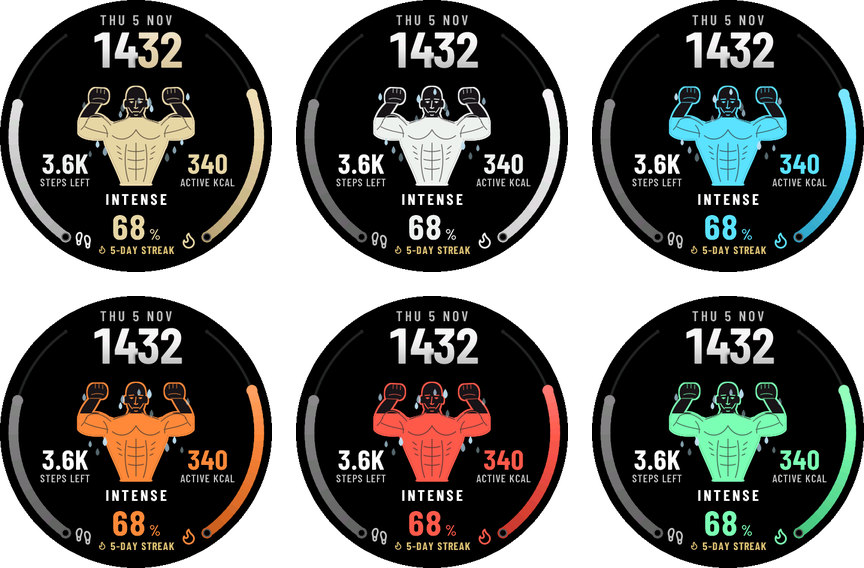 THU 5 NOV
1432
3.6K
STEPS LEFT
340
ACTIVE KCAL
INTENSE
68 %
5-DAY STREAK
THU 5 NOV
1432
3.6K
STEPS LEFT
340
ACTIVE KCAL
INTENSE
68 %
5-DAY STREAK
THU 5 NOV
1432
3.6K
STEPS LEFT
340
ACTIVE KCAL
INTENSE
68 %
5-DAY STREAK
THU 5 NOV
1432
3.6K
STEPS LEFT
340
ACTIVE KCAL
INTENSE
68 %
5-DAY STREAK
THU 5 NOV
1432
3.6K
STEPS LEFT
340
ACTIVE KCAL
INTENSE
68 %
5-DAY STREAK
THU 5 NOV
1432
3.6K
STEPS LEFT
340
ACTIVE KCAL
INTENSE
68 %
5-DAY STREAK